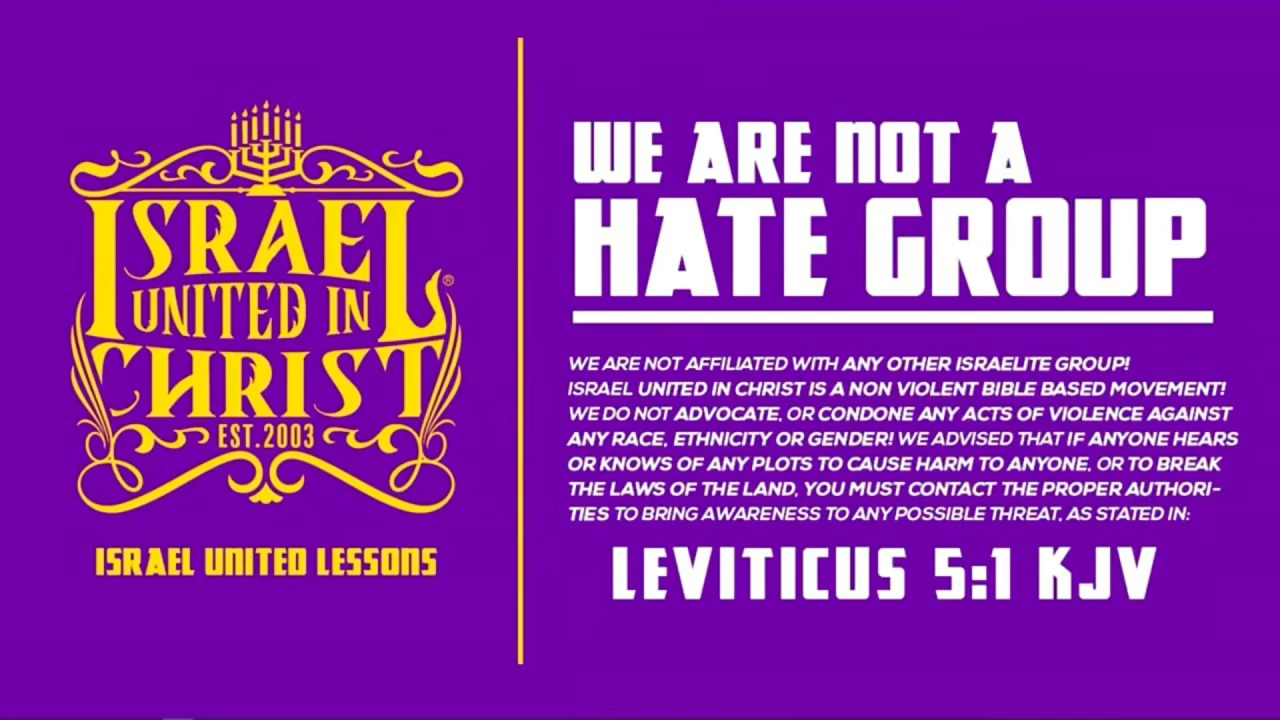 ISRAEL
UNITED IN
CHRIST
®
EST.2003
ISRAEL UNITED LESSONS
WE ARE NOT A
HATE GROUP
WE ARE NOT AFFILIATED WITH ANY OTHER ISRAELITE GROUP!
ISRAEL UNITED IN CHRIST IS A NON VIOLENT BIBLE BASED MOVEMENT!
WE DO NOT ADVOCATE, OR CONDONE ANY ACTS OF VIOLENCE AGAINST
ANY RACE, ETHNICITY OR GENDER! WE ADVISED THAT IF ANYONE HEARS
OR KNOWS OF ANY PLOTS TO CAUSE HARM TO ANYONE, OR TO BREAK
THE LAWS OF THE LAND, YOU MUST CONTACT THE PROPER AUTHORI-
TIES TO BRING AWARENESS TO ANY POSSIBLE THREAT, AS STATED IN:
LEVITICUS 5:1 KJV